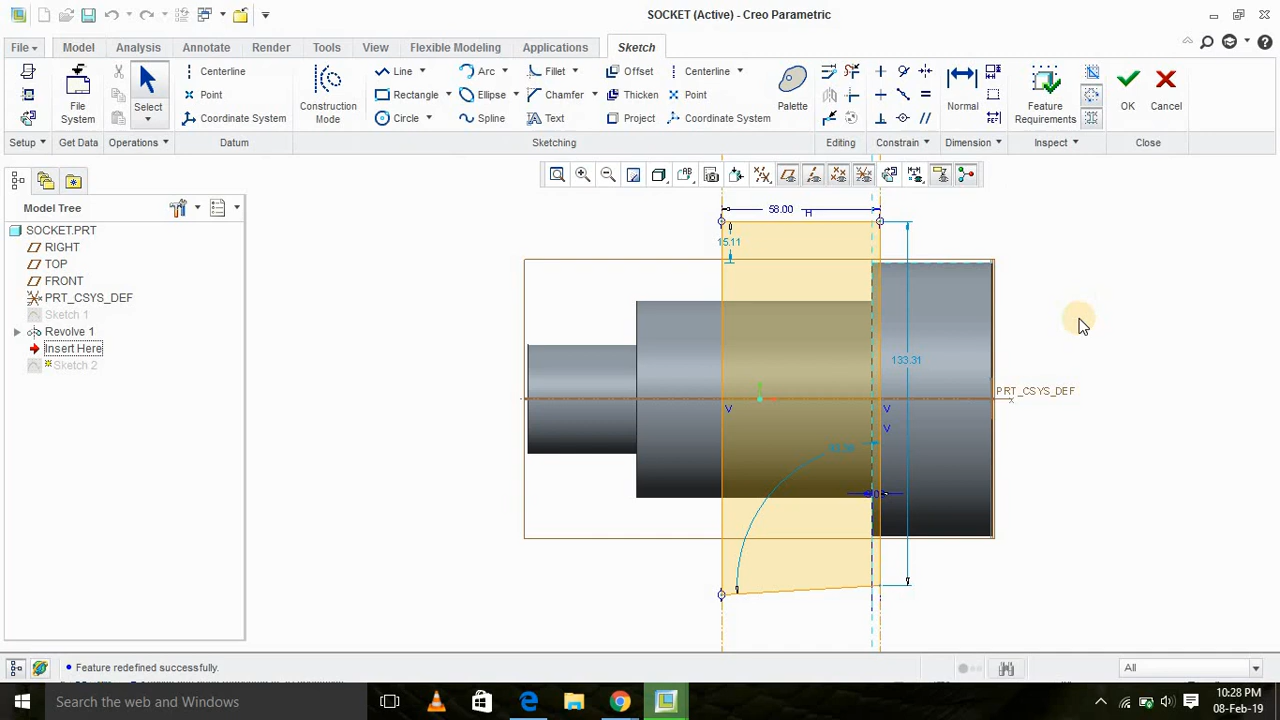 SOCKET (Active) - Creo Parametric
File Model Analysis Annotate Render Tools View Flexible Modeling Applications Sketch
Centerline Line Arc Fillet Offset Centerline
Point Rectangle Ellipse Chamfer Thicken Point
Coordinate System Circle Spline Text Project Coordinate System
File System Select Construction Mode Palette Normal Feature Requirements OK Cancel
Setup Get Data Operations Datum Sketching Editing Constrain Dimension Inspect Close
Model Tree
SOCKET.PRT
RIGHT
TOP
FRONT
PRT_CSYS_DEF
Sketch 1
Revolve 1
Insert Here
Sketch 2
58.00
H
15.11
133.31
PRT_CSYS_DEF
V V
V
Feature redefined successfully.
All
Search the web and Windows
10:28 PM
08-Feb-19